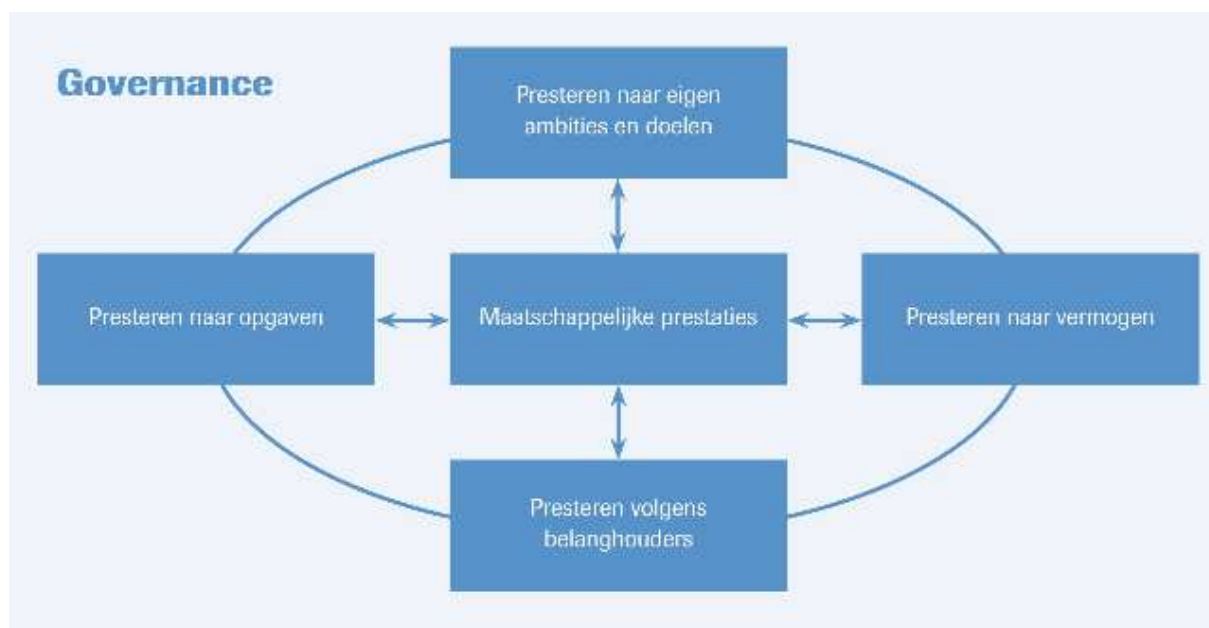 Governance
Presteren naar eigen
ambities en doelen
Presteren naar opgaven
Maatschappelijke prestaties
Presteren naar vermogen
Presteren volgens
belanghouders